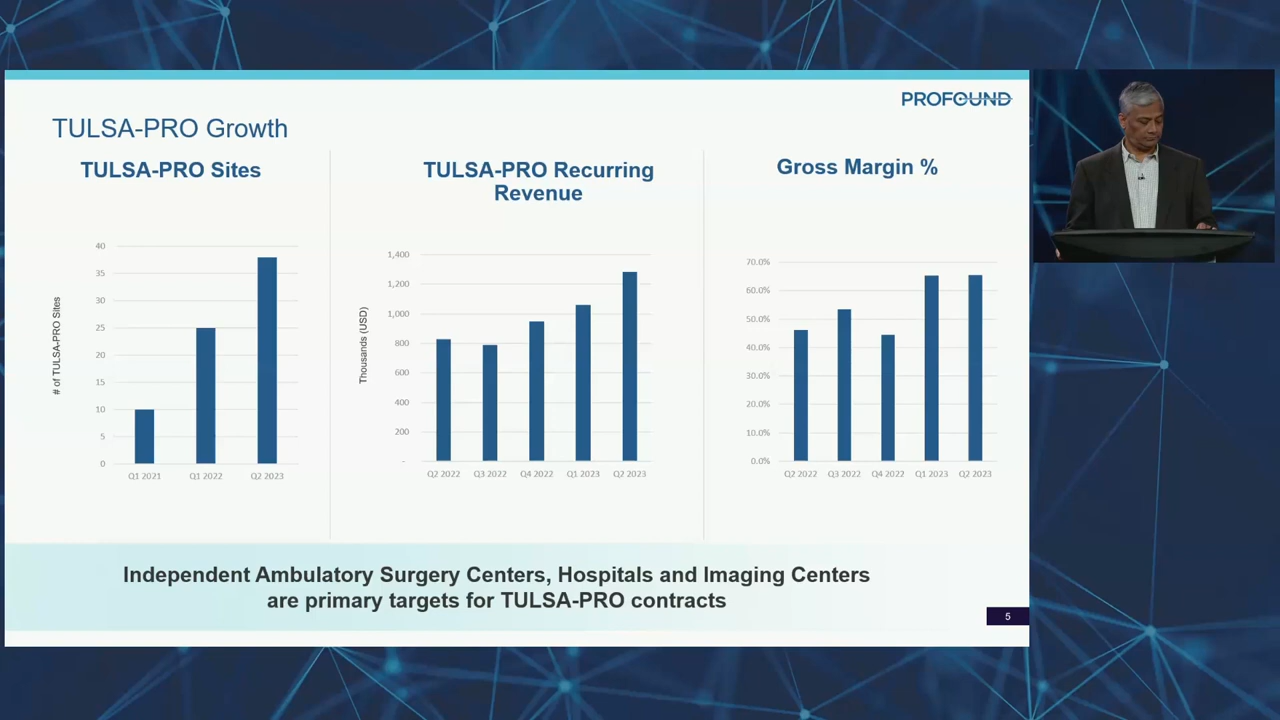 PROFOUND
TULSA-PRO Growth
TULSA-PRO Sites
# of TULSA-PRO Sites
40
35
30
25
20
15
10
5
0
Q1 2021 Q1 2022 Q2 2023
TULSA-PRO Recurring
Revenue
Thousands (USD)
1,400
1,200
1,000
800
600
400
200
-
Q2 2022 Q3 2022 Q4 2022 Q1 2023 Q2 2023
Gross Margin %
70.0%
60.0%
50.0%
40.0%
30.0%
20.0%
10.0%
0.0%
Q2 2022 Q3 2022 Q4 2022 Q1 2023 Q2 2023
Independent Ambulatory Surgery Centers, Hospitals and Imaging Centers
are primary targets for TULSA-PRO contracts
5